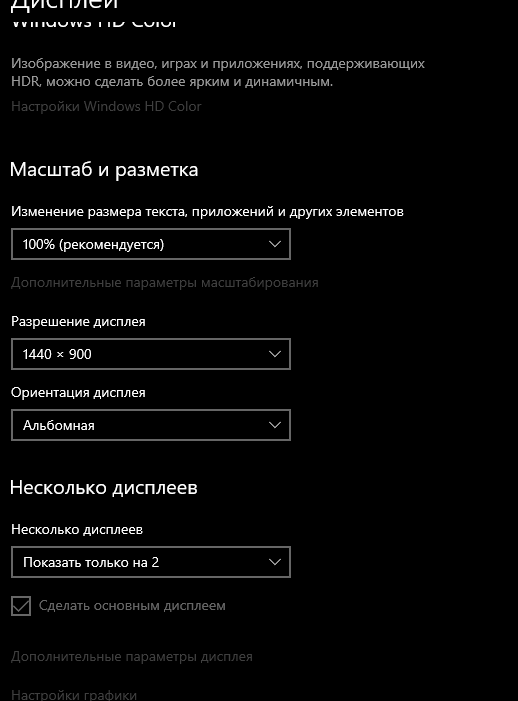 Дисплей
Windows HD Color
Изображение в видео, играх и приложениях, поддерживающих
HDR, можно сделать более ярким и динамичным.
Настройки Windows HD Color
Масштаб и разметка
Изменение размера текста, приложений и других элементов
100% (рекомендуется)
Дополнительные параметры масштабирования
Разрешение дисплея
1440 × 900
Ориентация дисплея
Альбомная
Несколько дисплеев
Несколько дисплеев
Показать только на 2
Сделать основным дисплеем
Дополнительные параметры дисплея
Настройки графики